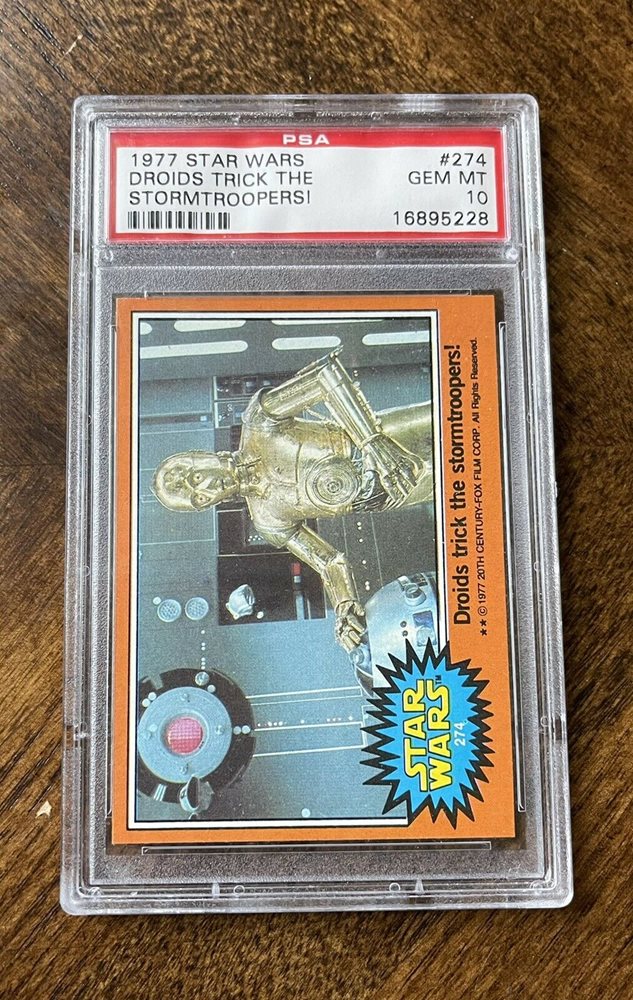 PSA
1977 STAR WARS #274
DROIDS TRICK THE GEM MT
STORMTROOPERS! 10
16895228
Droids trick the stormtroopers!
★★ © 1977 20TH CENTURY-FOX FILM CORP. All Rights Reserved.
STAR
WARS™
274